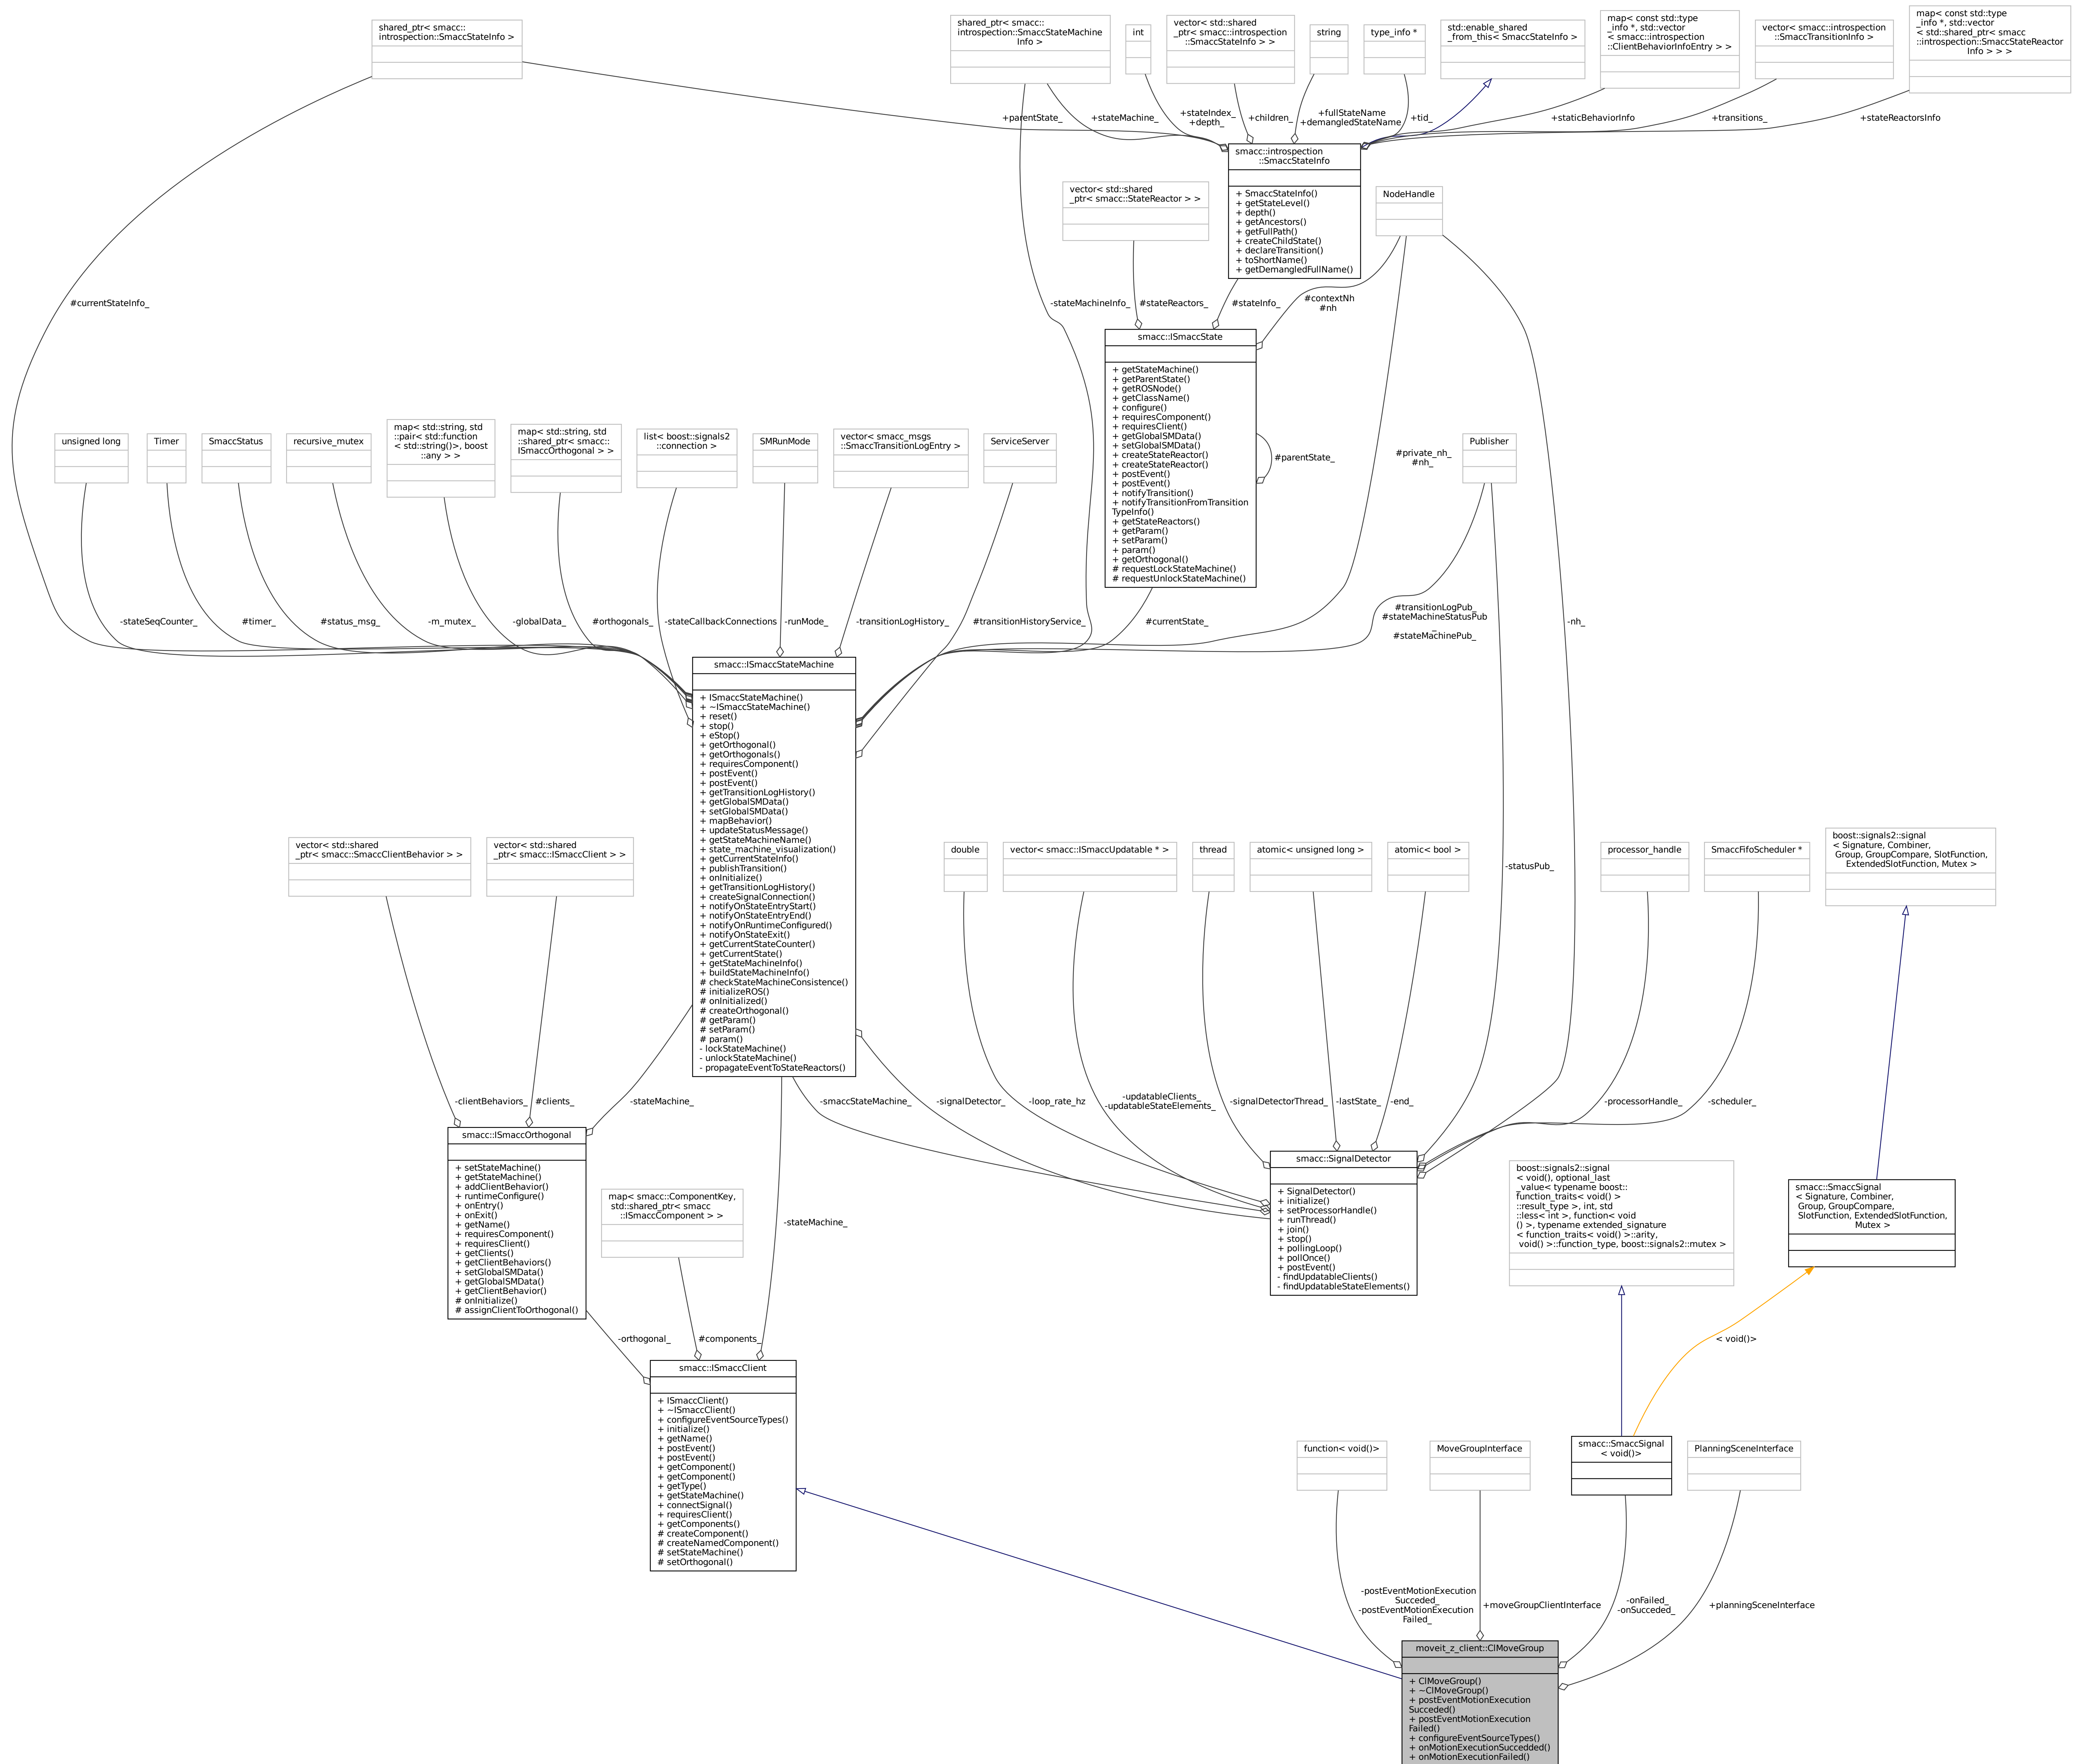 shared_ptr< smacc::
introspection::SmaccStateInfo >
shared_ptr< smacc::
introspection::SmaccStateMachine
Info >
int
vector< std::shared
_ptr< smacc::introspection
::SmaccStateInfo > >
string
type_info *
std::enable_shared
_from_this< SmaccStateInfo >
map< const std::type
_info *, std::vector
< smacc::introspection
::ClientBehaviorInfoEntry > >
vector< smacc::introspection
::SmaccTransitionInfo >
map< const std::type
_info *, std::vector
< std::shared_ptr< smacc
::introspection::SmaccStateReactor
Info > > >
+parentState_
+stateMachine_
+stateIndex_
+depth_
+children_
+fullStateName
+demangledStateName
+tid_
+staticBehaviorInfo
+transitions_
+stateReactorsInfo
smacc::introspection
::SmaccStateInfo
+ SmaccStateInfo()
+ getStateLevel()
+ depth()
+ getAncestors()
+ getFullPath()
+ createChildState()
+ declareTransition()
+ toShortName()
+ getDemangledFullName()
vector< std::shared
_ptr< smacc::StateReactor > >
NodeHandle
#currentStateInfo_
-stateMachineInfo_
#stateReactors_
#stateInfo_
#contextNh
#nh
smacc::ISmaccState
+ getStateMachine()
+ getParentState()
+ getROSNode()
+ getClassName()
+ configure()
+ requiresComponent()
+ requiresClient()
+ getGlobalSMData()
+ setGlobalSMData()
+ createStateReactor()
+ createStateReactor()
+ postEvent()
+ postEvent()
+ notifyTransition()
+ notifyTransitionFromTransition
TypeInfo()
+ getStateReactors()
+ getParam()
+ setParam()
+ param()
+ getOrthogonal()
# requestLockStateMachine()
# requestUnlockStateMachine()
#parentState_
#private_nh_
#nh_
unsigned long
Timer
SmaccStatus
recursive_mutex
map< std::string, std
::pair< std::function
< std::string()>, boost
::any > >
map< std::string, std
::shared_ptr< smacc::
ISmaccOrthogonal > >
list< boost::signals2
::connection >
SMRunMode
vector< smacc_msgs
::SmaccTransitionLogEntry >
ServiceServer
Publisher
-stateSeqCounter_
#timer_
#status_msg_
-m_mutex_
-globalData_
#orthogonals_
-stateCallbackConnections
-runMode_
-transitionLogHistory_
#transitionHistoryService_
#currentState_
#transitionLogPub_
#stateMachineStatusPub
_
#stateMachinePub_
-nh_
smacc::ISmaccStateMachine
+ ISmaccStateMachine()
+ ~ISmaccStateMachine()
+ reset()
+ stop()
+ eStop()
+ getOrthogonal()
+ getOrthogonals()
+ requiresComponent()
+ postEvent()
+ postEvent()
+ getTransitionLogHistory()
+ getGlobalSMData()
+ setGlobalSMData()
+ mapBehavior()
+ updateStatusMessage()
+ getStateMachineName()
+ state_machine_visualization()
+ getCurrentStateInfo()
+ publishTransition()
+ onInitialize()
+ getTransitionLogHistory()
+ createSignalConnection()
+ notifyOnStateEntryStart()
+ notifyOnStateEntryEnd()
+ notifyOnRuntimeConfigured()
+ notifyOnStateExit()
+ getCurrentStateCounter()
+ getCurrentState()
+ getStateMachineInfo()
+ buildStateMachineInfo()
# checkStateMachineConsistence()
# initializeROS()
# onInitialized()
# createOrthogonal()
# getParam()
# setParam()
# param()
- lockStateMachine()
- unlockStateMachine()
- propagateEventToStateReactors()
vector< std::shared
_ptr< smacc::SmaccClientBehavior > >
vector< std::shared
_ptr< smacc::ISmaccClient > >
double
vector< smacc::ISmaccUpdatable * >
thread
atomic< unsigned long >
atomic< bool >
-statusPub_
processor_handle
SmaccFifoScheduler *
boost::signals2::signal
< Signature, Combiner,
Group, GroupCompare, SlotFunction,
ExtendedSlotFunction, Mutex >
-clientBehaviors_
#clients_
-stateMachine_
-smaccStateMachine_
-signalDetector_
-loop_rate_hz
-updatableClients_
-updatableStateElements_
-signalDetectorThread_
-lastState_
-end_
-processorHandle_
-scheduler_
smacc::ISmaccOrthogonal
+ setStateMachine()
+ getStateMachine()
+ addClientBehavior()
+ runtimeConfigure()
+ onEntry()
+ onExit()
+ getName()
+ requiresComponent()
+ requiresClient()
+ getClients()
+ getClientBehaviors()
+ setGlobalSMData()
+ getGlobalSMData()
+ getClientBehavior()
# onInitialize()
# assignClientToOrthogonal()
map< smacc::ComponentKey,
std::shared_ptr< smacc
::ISmaccComponent > >
-stateMachine_
smacc::SignalDetector
+ SignalDetector()
+ initialize()
+ setProcessorHandle()
+ runThread()
+ join()
+ stop()
+ pollingLoop()
+ pollOnce()
+ postEvent()
- findUpdatableClients()
- findUpdatableStateElements()
boost::signals2::signal
< void(), optional_last
_value< typename boost::
function_traits< void() >
::result_type >, int, std
::less< int >, function< void
() >, typename extended_signature
< function_traits< void() >::arity,
void() >::function_type, boost::signals2::mutex >
smacc::SmaccSignal
< Signature, Combiner,
Group, GroupCompare,
SlotFunction, ExtendedSlotFunction,
Mutex >
-orthogonal_
#components_
< void()>
smacc::ISmaccClient
+ ISmaccClient()
+ ~ISmaccClient()
+ configureEventSourceTypes()
+ initialize()
+ getName()
+ postEvent()
+ postEvent()
+ getComponent()
+ getComponent()
+ getType()
+ getStateMachine()
+ connectSignal()
+ requiresClient()
+ getComponents()
# createComponent()
# createNamedComponent()
# setStateMachine()
# setOrthogonal()
function< void()>
MoveGroupInterface
smacc::SmaccSignal
< void()>
PlanningSceneInterface
-postEventMotionExecution
Succeded_
-postEventMotionExecution
Failed_
+moveGroupClientInterface
-onFailed_
-onSucceded_
+planningSceneInterface
moveit_z_client::ClMoveGroup
+ ClMoveGroup()
+ ~ClMoveGroup()
+ postEventMotionExecution
Succeded()
+ postEventMotionExecution
Failed()
+ configureEventSourceTypes()
+ onMotionExecutionSuccedded()
+ onMotionExecutionFailed()